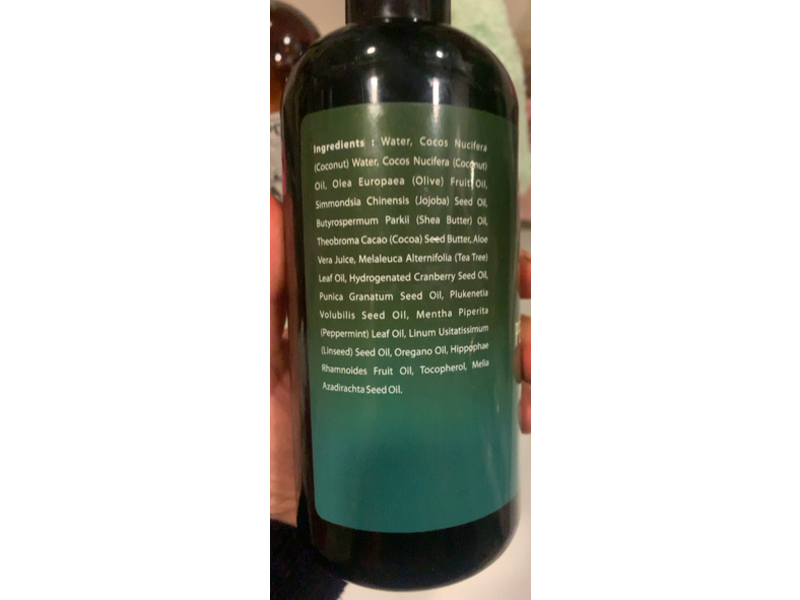 Ingredients : Water, Cocos Nucifera
(Coconut) Water, Cocos Nucifera (Coconut)
Oil, Olea Europaea (Olive) Fruit Oil,
Simmondsia Chinensis (Jojoba) Seed Oil,
Butyrospermum Parkii (Shea Butter) Oil,
Theobroma Cacao (Cocoa) Seed Butter, Aloe
Vera Juice, Melaleuca Alternifolia (Tea Tree)
Leaf Oil, Hydrogenated Cranberry Seed Oil,
Punica Granatum Seed Oil, Plukenetia
Volubilis Seed Oil, Mentha Piperita
(Peppermint) Leaf Oil, Linum Usitatissimum
(Linseed) Seed Oil, Oregano Oil, Hippophae
Rhamnoides Fruit Oil, Tocopherol, Melia
Azadirachta Seed Oil.